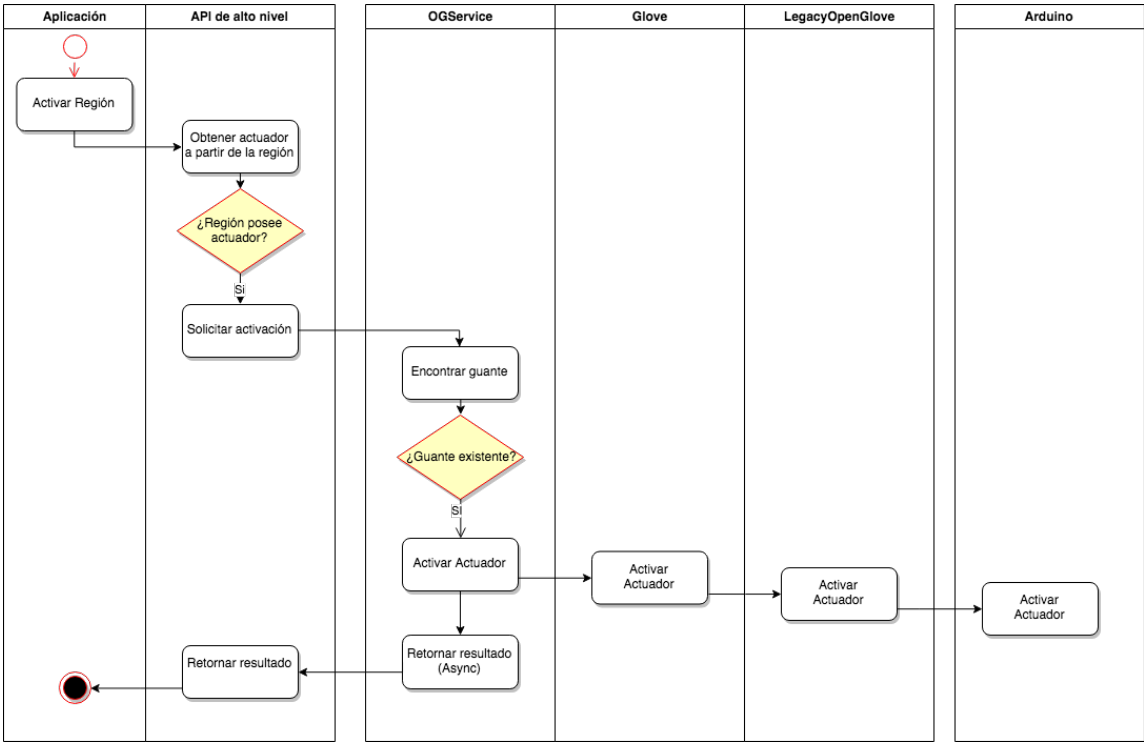 Aplicación
API de alto nivel
OGService
Glove
LegacyOpenGlove
Arduino
Activar Región
Obtener actuador
a partir de la región
¿Región posee
actuador?
Si
Solicitar activación
Encontrar guante
¿Guante existente?
Si
Activar Actuador
Activar
Actuador
Activar
Actuador
Activar
Actuador
Retornar resultado
(Async)
Retornar resultado